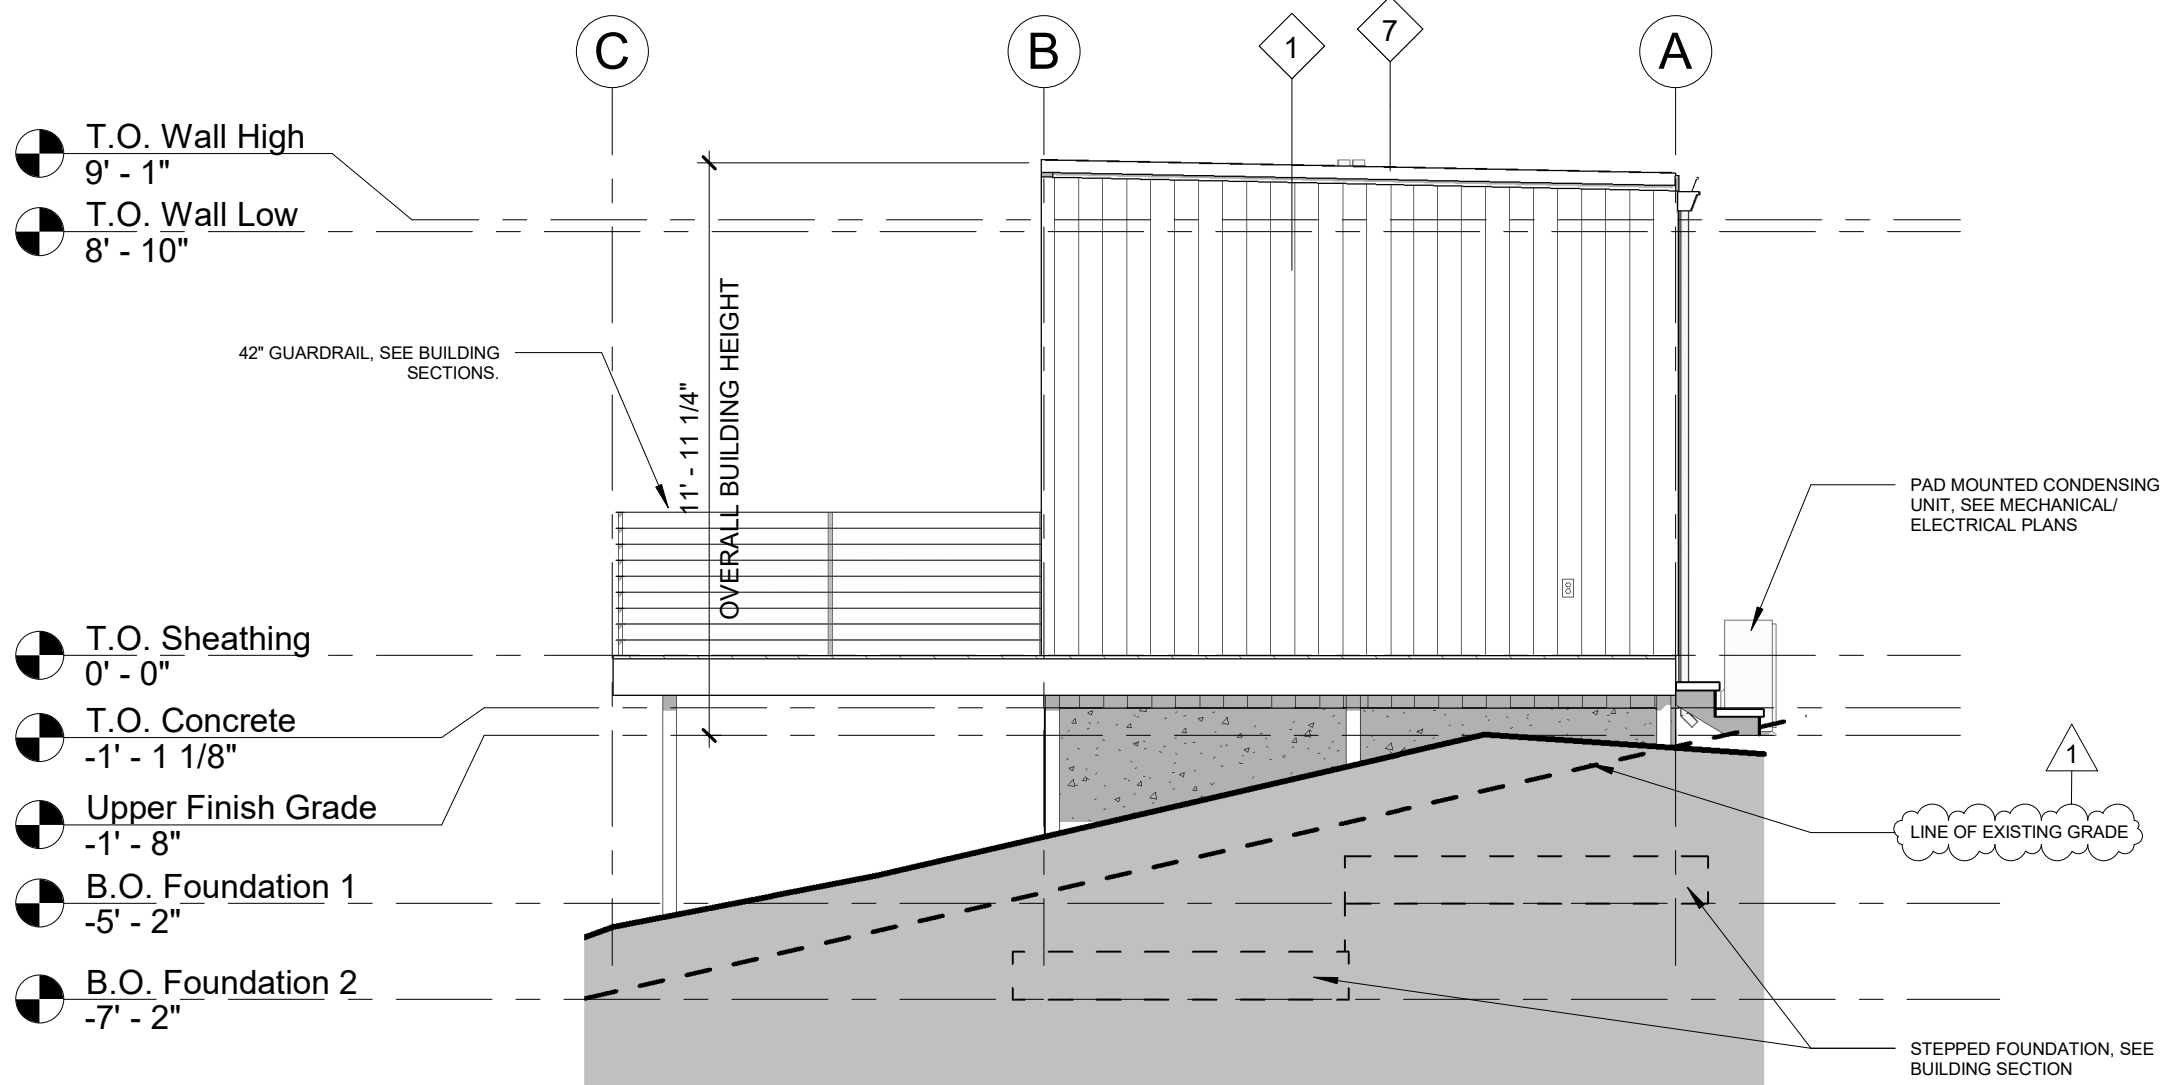 C
B
1
7
A
T.O. Wall High
9' - 1"
T.O. Wall Low
8' - 10"
42" GUARDRAIL, SEE BUILDING
SECTIONS.
11' - 11 1/4"
OVERALL BUILDING HEIGHT
PAD MOUNTED CONDENSING
UNIT, SEE MECHANICAL/
ELECTRICAL PLANS
T.O. Sheathing
0' - 0"
T.O. Concrete
-1' - 1 1/8"
1
Upper Finish Grade
-1' - 8"
LINE OF EXISTING GRADE
B.O. Foundation 1
-5' - 2"
B.O. Foundation 2
-7' - 2"
STEPPED FOUNDATION, SEE
BUILDING SECTION